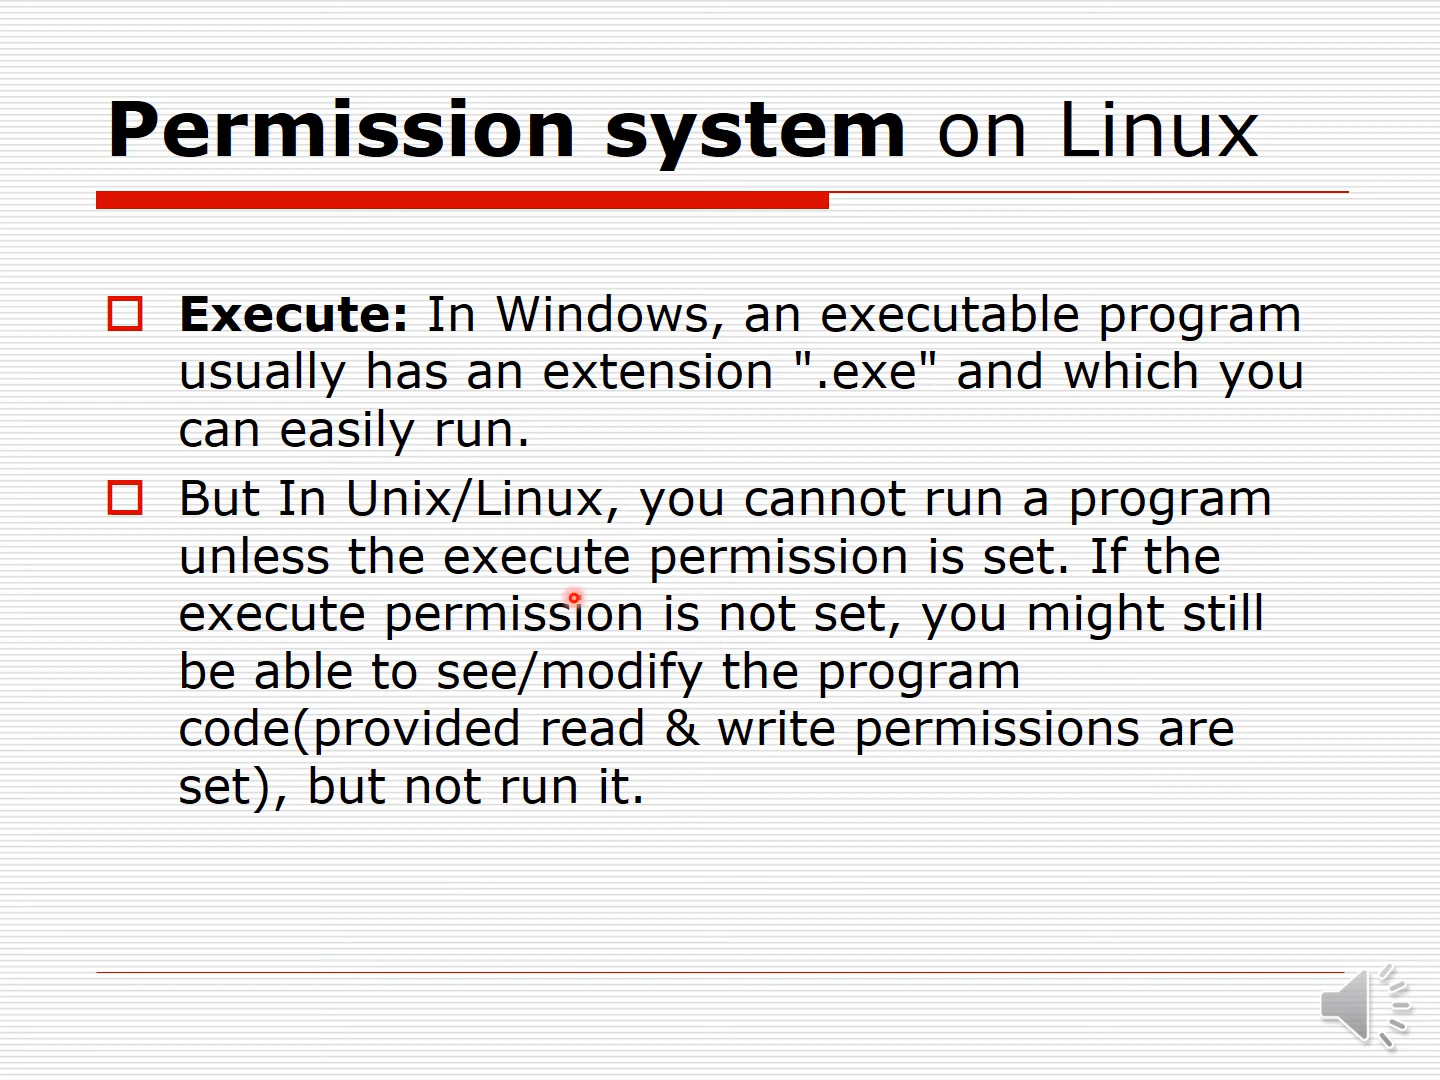 Permission system on Linux
Execute: In Windows, an executable program
usually has an extension ".exe" and which you
can easily run.
But In Unix/Linux, you cannot run a program
unless the execute permission is set. If the
execute permission is not set, you might still
be able to see/modify the program
code(provided read & write permissions are
set), but not run it.